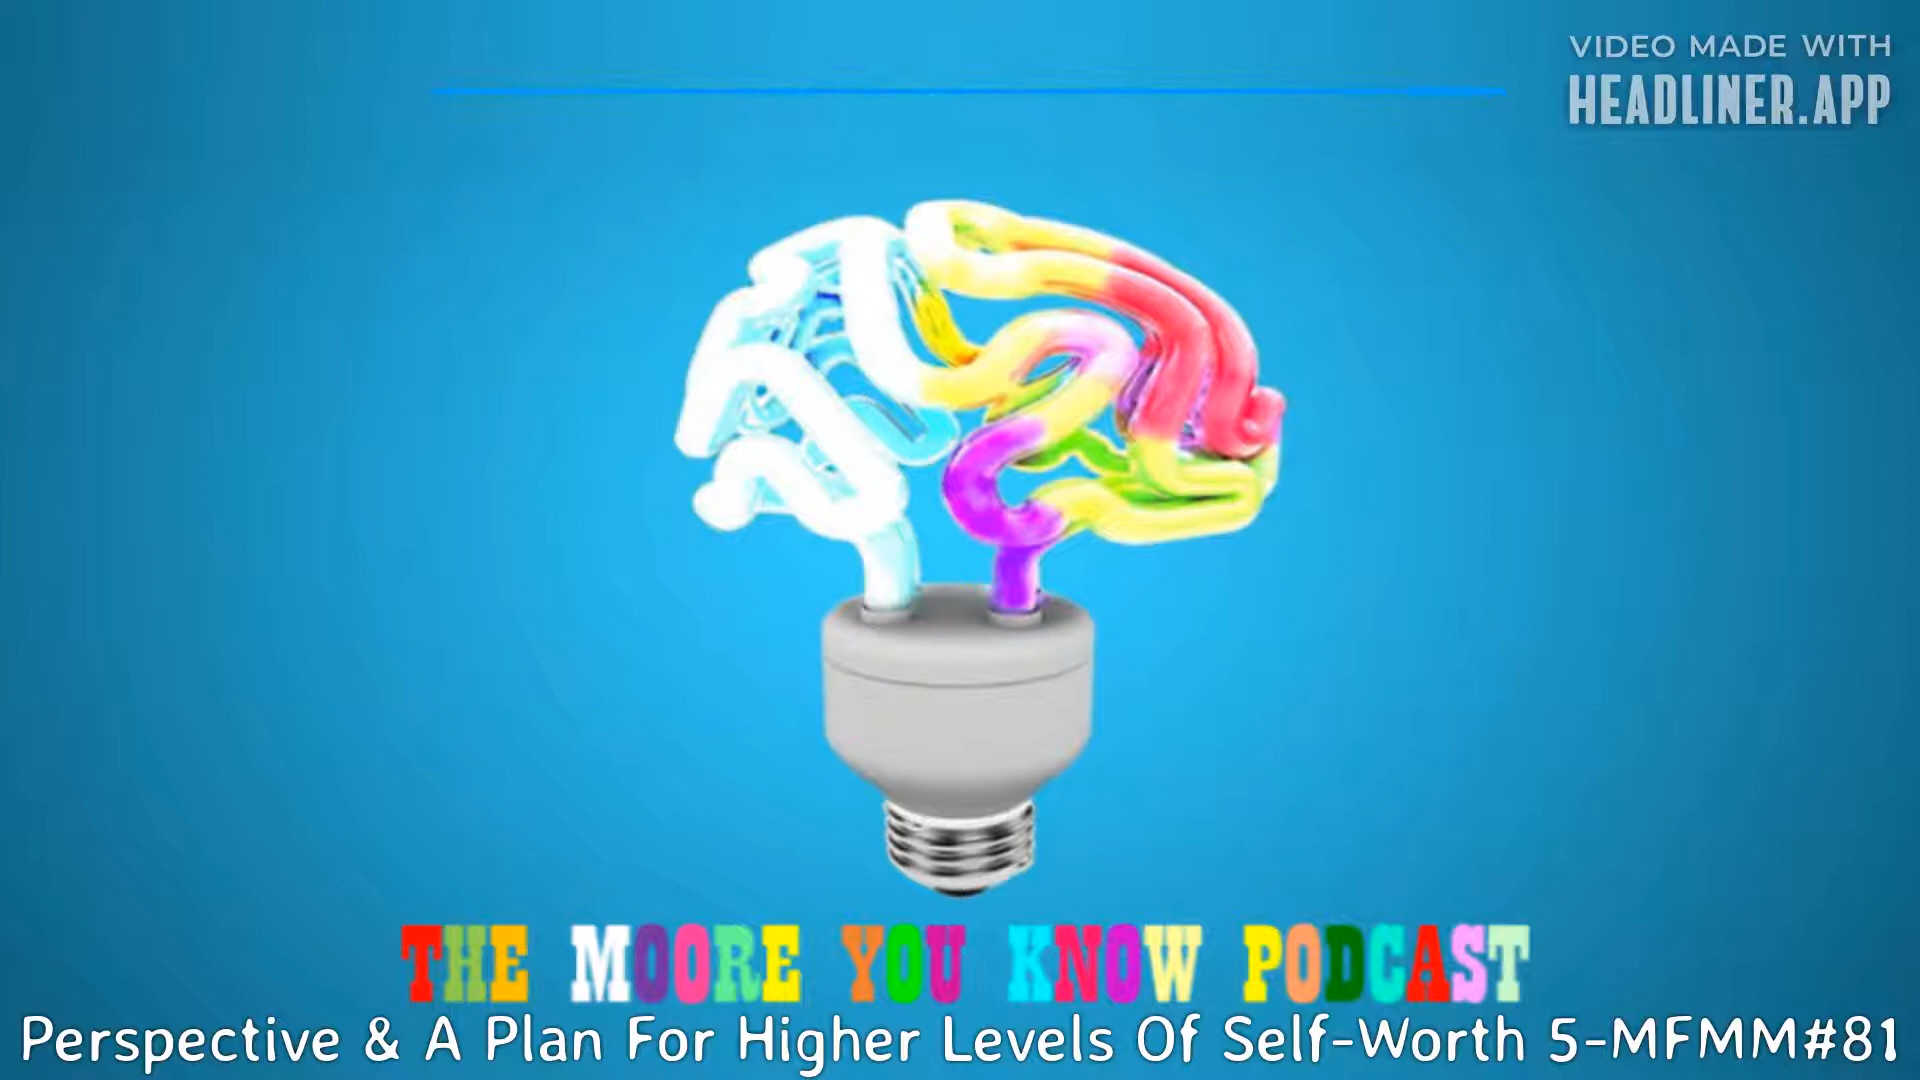 VIDEO MADE WITH
HEADLINER.APP
THE MOORE YOU KNOW PODCAST
Perspective & A Plan For Higher Levels Of Self-Worth 5-MFMM#81